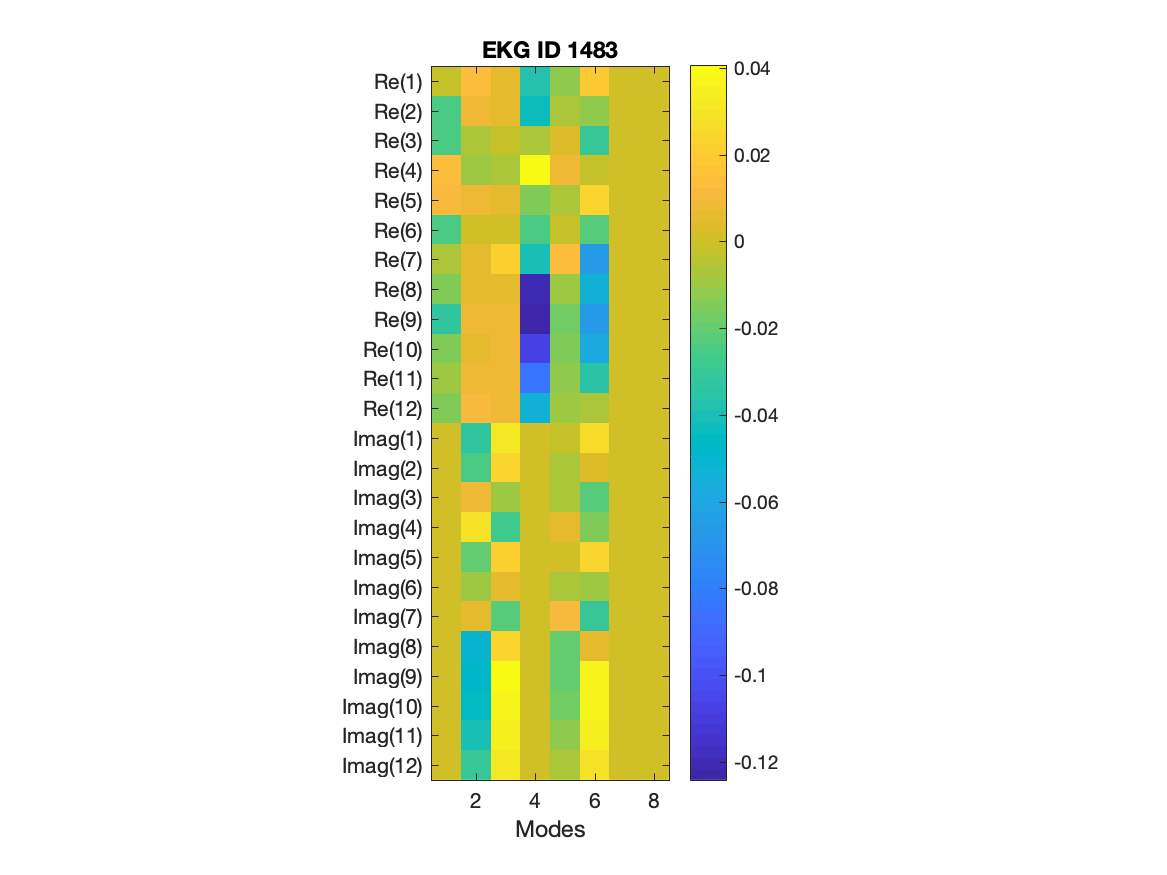 EKG ID 1483
Re(1)
Re(2)
Re(3)
Re(4)
Re(5)
Re(6)
Re(7)
Re(8)
Re(9)
Re(10)
Re(11)
Re(12)
Imag(1)
Imag(2)
Imag(3)
Imag(4)
Imag(5)
Imag(6)
Imag(7)
Imag(8)
Imag(9)
Imag(10)
Imag(11)
Imag(12)
2 4 6 8
Modes
0.04
0.02
0
-0.02
-0.04
-0.06
-0.08
-0.1
-0.12